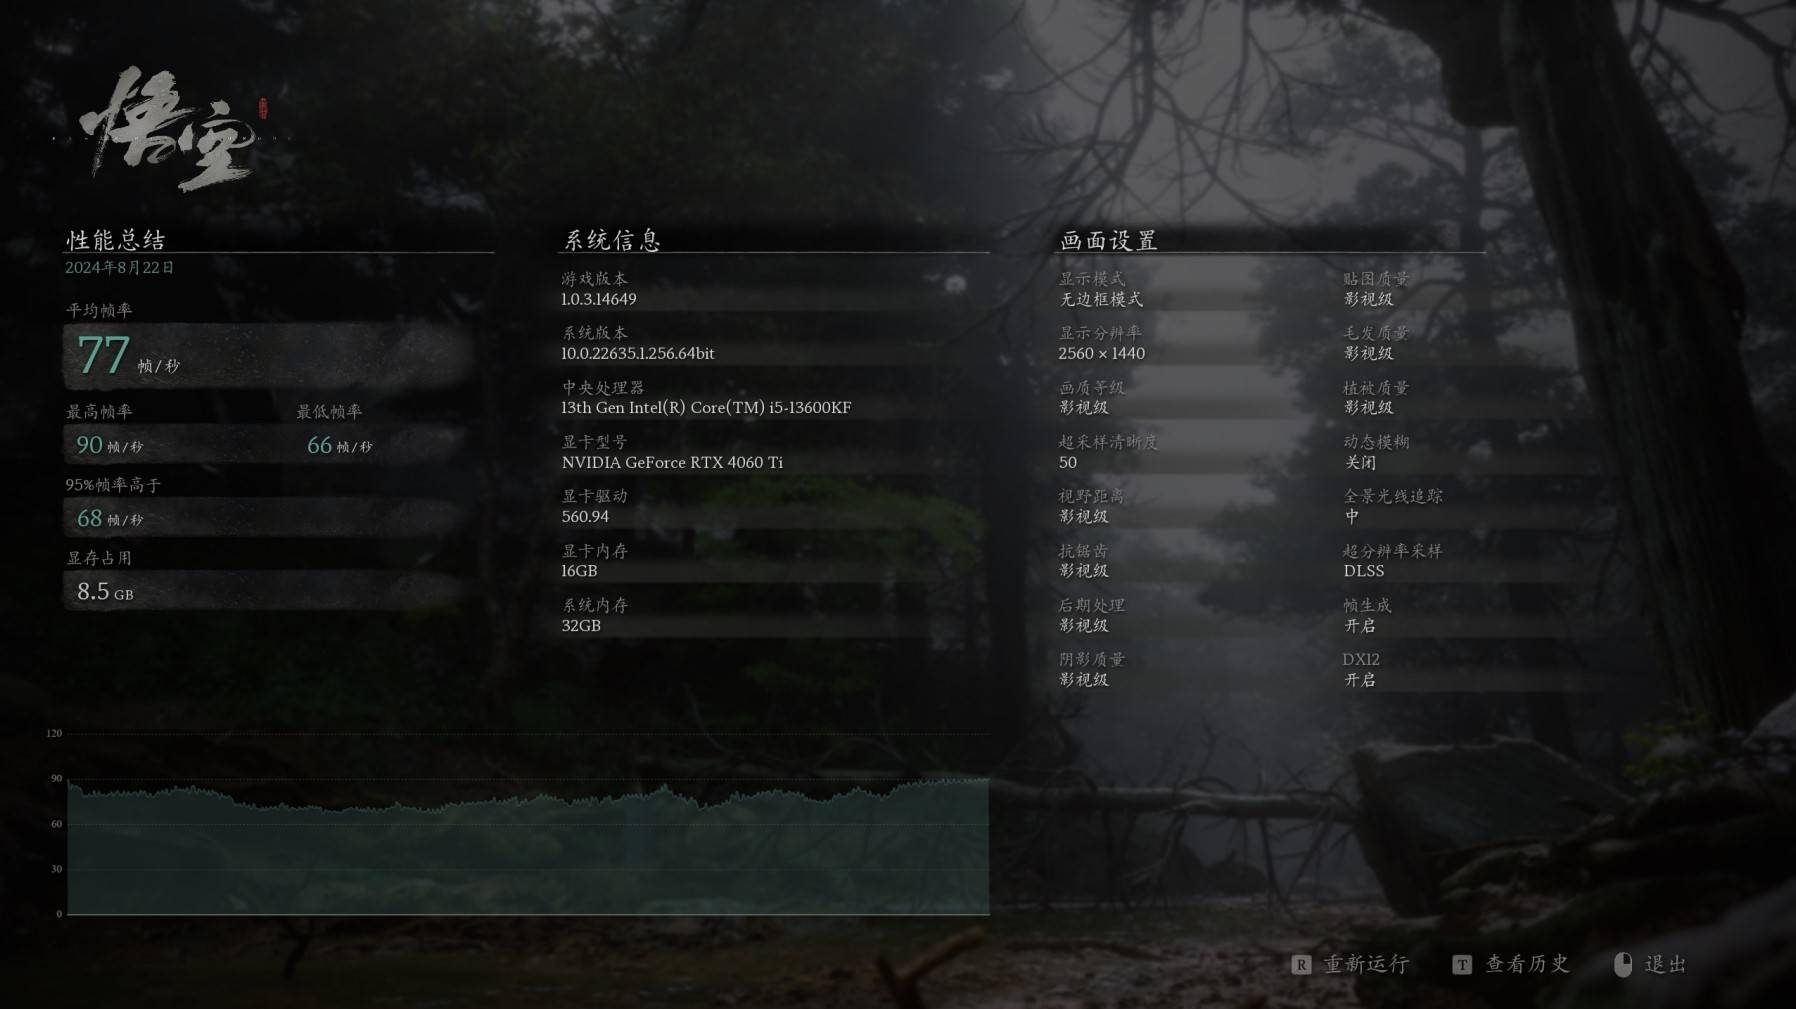 悟空
性能总结
2024年8月22日
平均帧率
77 帧/秒
最高帧率 最低帧率
90 帧/秒 66 帧/秒
95%帧率高于
68 帧/秒
显存占用
8.5 GB
系统信息
游戏版本
1.0.3.14649
系统版本
10.0.22635.1.256.64bit
中央处理器
13th Gen Intel(R) Core(TM) i5-13600KF
显卡型号
NVIDIA GeForce RTX 4060 Ti
显卡驱动
560.94
显卡内存
16GB
系统内存
32GB
画面设置
显示模式
无边框模式
显示分辨率
2560 × 1440
画质等级
影视级
超采样清晰度
50
视野距离
影视级
抗锯齿
影视级
后期处理
影视级
阴影质量
影视级
贴图质量
影视级
毛发质量
影视级
植被质量
影视级
动态模糊
关闭
全景光线追踪
中
超分辨率采样
DLSS
帧生成
开启
DX12
开启
120
90
60
30
0
R 重新运行 T 查看历史 退出